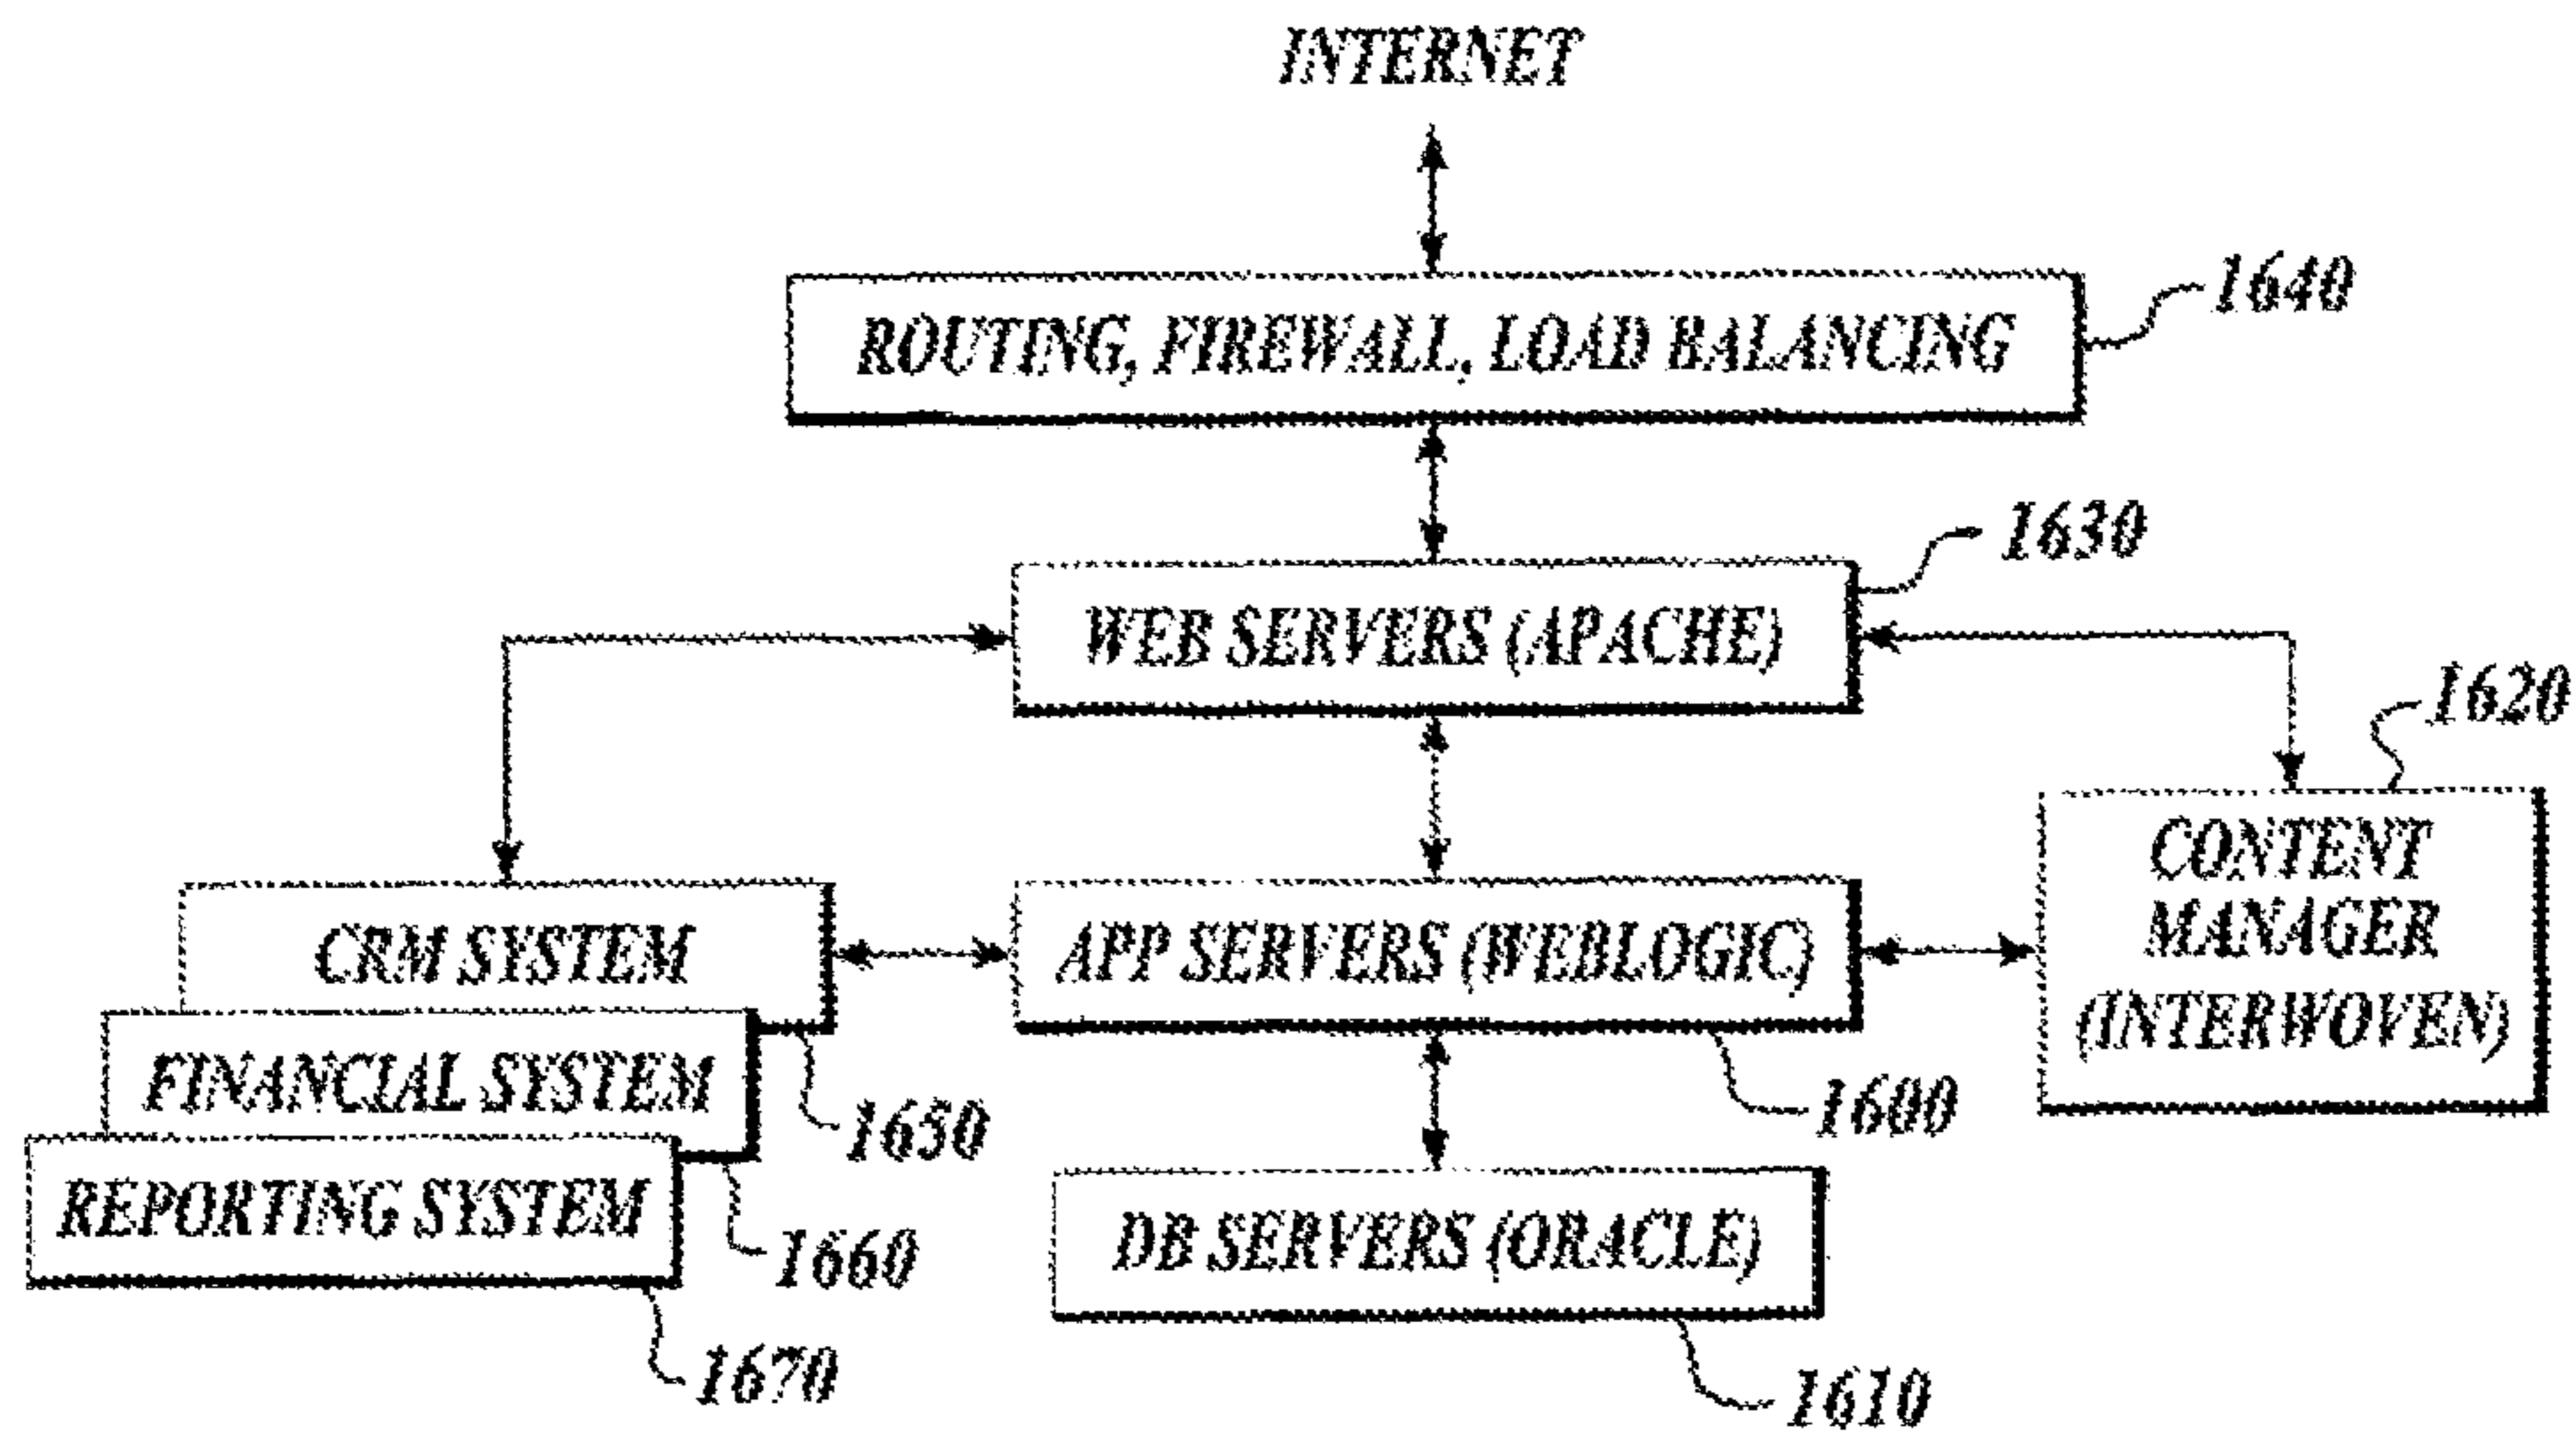 INTERNET
ROUTING, FIREWALL, LOAD BALANCING
1640
WEB SERVERS (APACHE)
1630
1620
CONTENT
MANAGER
(INTERWOVEN)
CRM SYSTEM
APP SERVERS (WEBLOGIC)
FINANCIAL SYSTEM
1650
1600
REPORTING SYSTEM
1660
DB SERVERS (ORACLE)
1670
1610